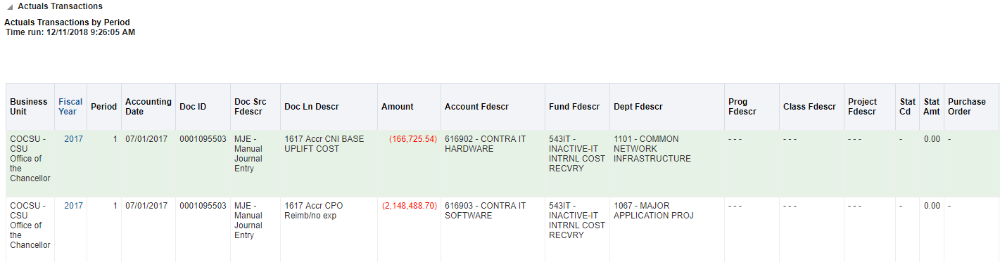 Actuals Transactions
Actuals Transactions by Period
Time run: 12/11/2018 9:26:05 AM
Business Unit Fiscal Year Period Accounting Date Doc ID Doc Src Fdescr Doc Ln Descr Amount Account Fdescr Fund Fdescr Dept Fdescr Prog Fdescr Class Fdescr Project Fdescr Stat Cd Stat Amt Purchase Order
COCSU - CSU Office of the Chancellor 2017 1 07/01/2017 0001095503 MJE - Manual Journal Entry 1617 Accr CNI BASE UPLIFT COST (166,725.54) 616902 - CONTRA IT HARDWARE 543IT - INACTIVE-IT INTRNL COST RECVRY 1101 - COMMON NETWORK INFRASTRUCTURE - - - - - - - - - - 0.00 -
COCSU - CSU Office of the Chancellor 2017 1 07/01/2017 0001095503 MJE - Manual Journal Entry 1617 Accr CPO Reimb/no exp (2,148,488.70) 616903 - CONTRA IT SOFTWARE 543IT - INACTIVE-IT INTRNL COST RECVRY 1067 - MAJOR APPLICATION PROJ - - - - - - - - - - 0.00 -